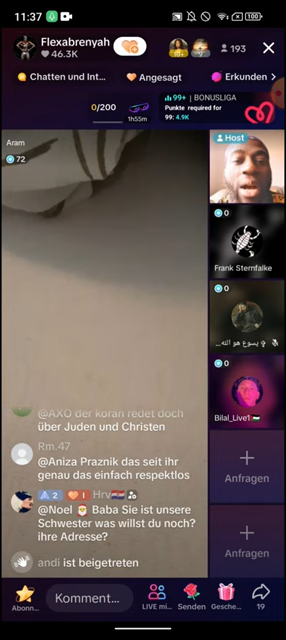 11:37
100
Flexabrenyah
46.3K
193
Chatten und Int...
Angesagt
Erkunden
0/200
1h55m
99+ | BONUSLIGA
Punkte required for
99: 4.9K
Aram
72
Host
0
Frank Sternfalke
0
يسوع هو الله...
0
Bilal_Live1
Anfragen
Anfragen
@AXO der koran redet doch
über Juden und Christen
Rm.47
@Aniza Praznik das seit ihr
genau das einfach respektlos
2
1
Hrv
@Noel 🎅 Baba Sie ist unsere
Schwester was willst du noch?
ihre Adresse?
andi ist beigetreten
Abonn...
Komment...
LIVE mi...
Senden
Gesche...
19